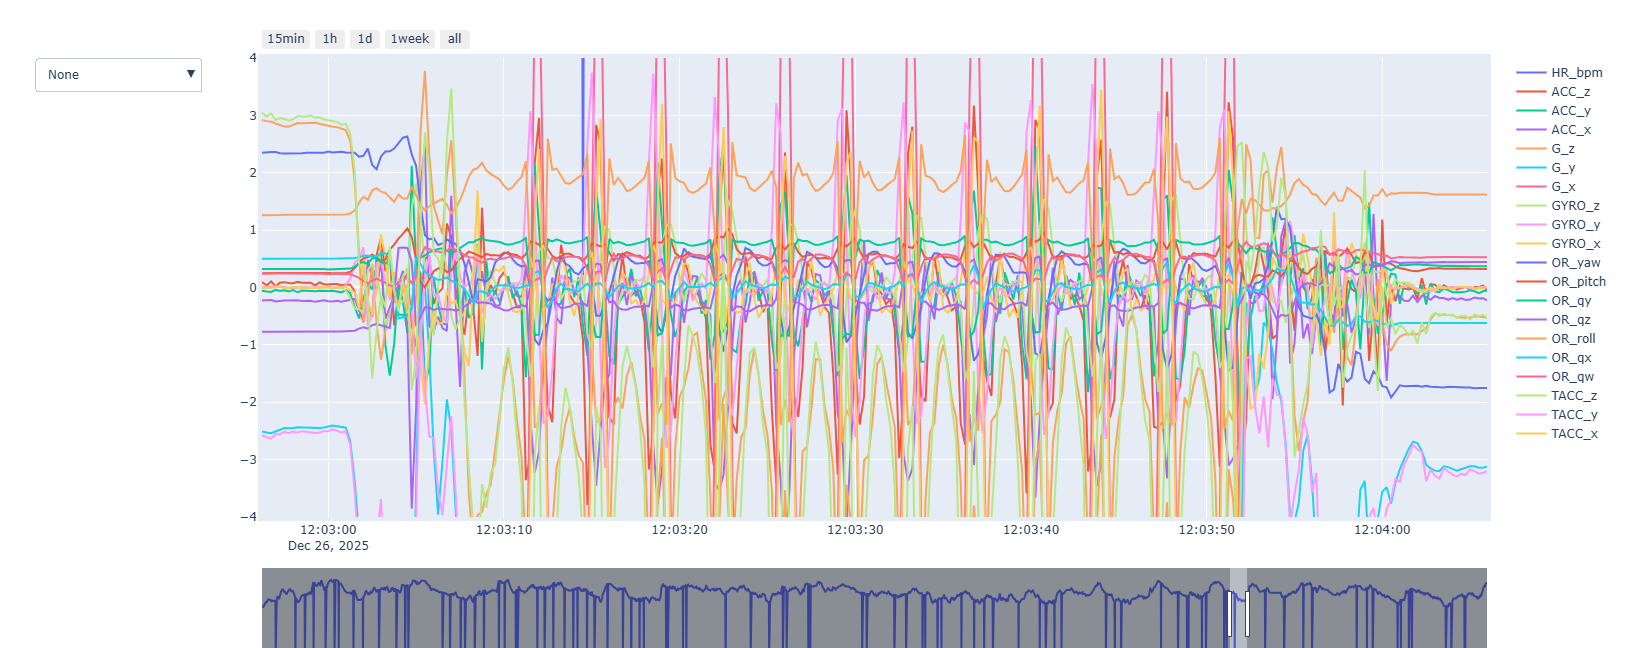 15min 1h 1d 1week all
None ▼
4
3
2
1
0
−1
−2
−3
−4
12:03:00 12:03:10 12:03:20 12:03:30 12:03:40 12:03:50 12:04:00
Dec 26, 2025
HR_bpm
ACC_z
ACC_y
ACC_x
G_z
G_y
G_x
GYRO_z
GYRO_y
GYRO_x
OR_yaw
OR_pitch
OR_qy
OR_qz
OR_roll
OR_qx
OR_qw
TACC_z
TACC_y
TACC_x